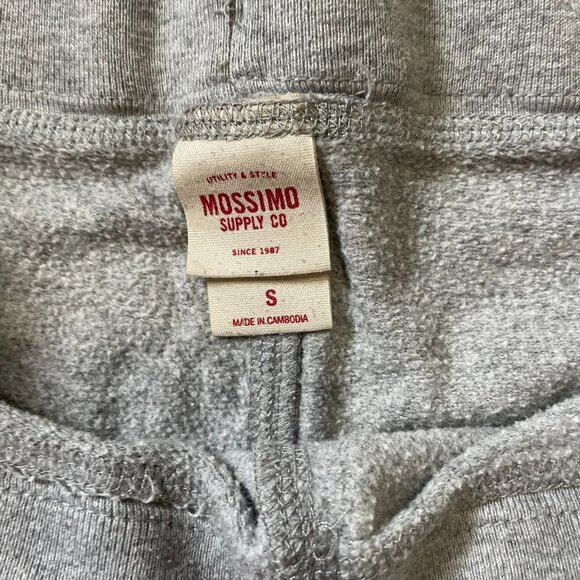 UTILITY & STYLE
MOSSIMO
SUPPLY CO
SINCE 1987
S
MADE IN CAMBODIA